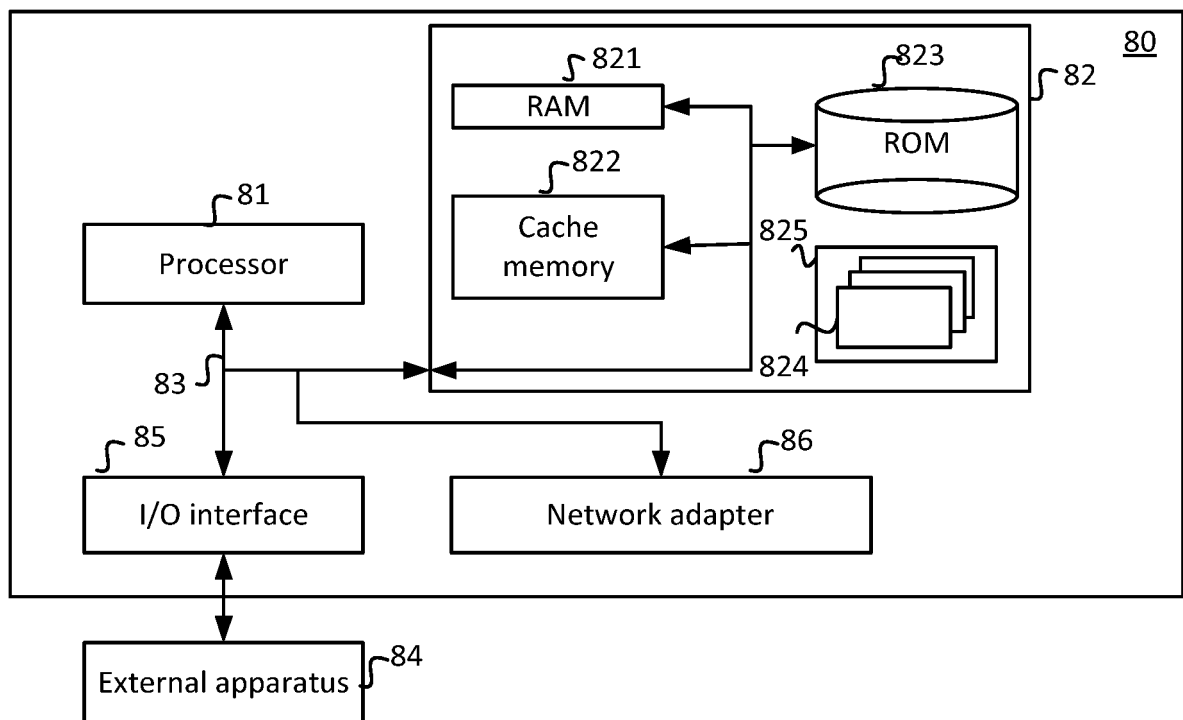 80
821
823
82
RAM
ROM
822
81
Cache
memory
825
Processor
824
83
85
86
I/O interface
Network adapter
84
External apparatus